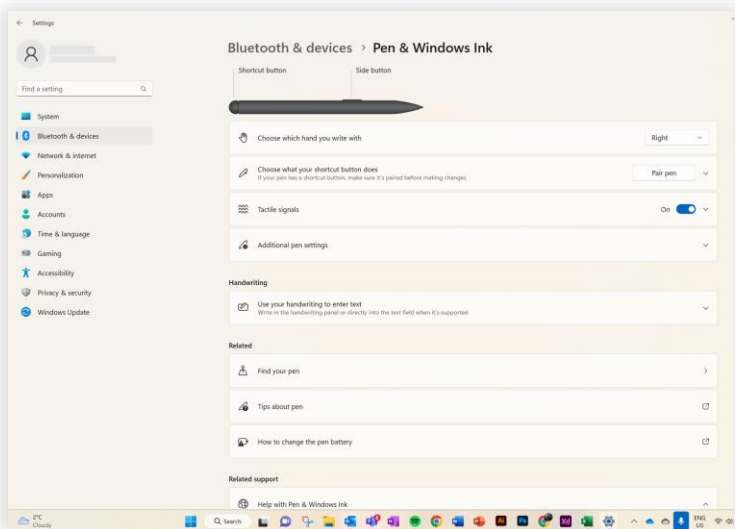 Settings
Find a setting
System
Bluetooth & devices
Network & internet
Personalization
Apps
Accounts
Time & language
Gaming
Accessibility
Privacy & security
Windows Update
Bluetooth & devices › Pen & Windows Ink
Shortcut button Side button
Choose which hand you write with Right
Choose what your shortcut button does Pair pen
If your pen has a shortcut button, make sure it's paired before making changes
Tactile signals On
Additional pen settings
Handwriting
Use your handwriting to enter text
Write in the handwriting panel or directly into the text field when it's supported
Related
Find your pen
Tips about pen
How to change the pen battery
Related support
Help with Pen & Windows Ink
2°C
Cloudy
Search
Ai
Ps
Xd
ENG
US